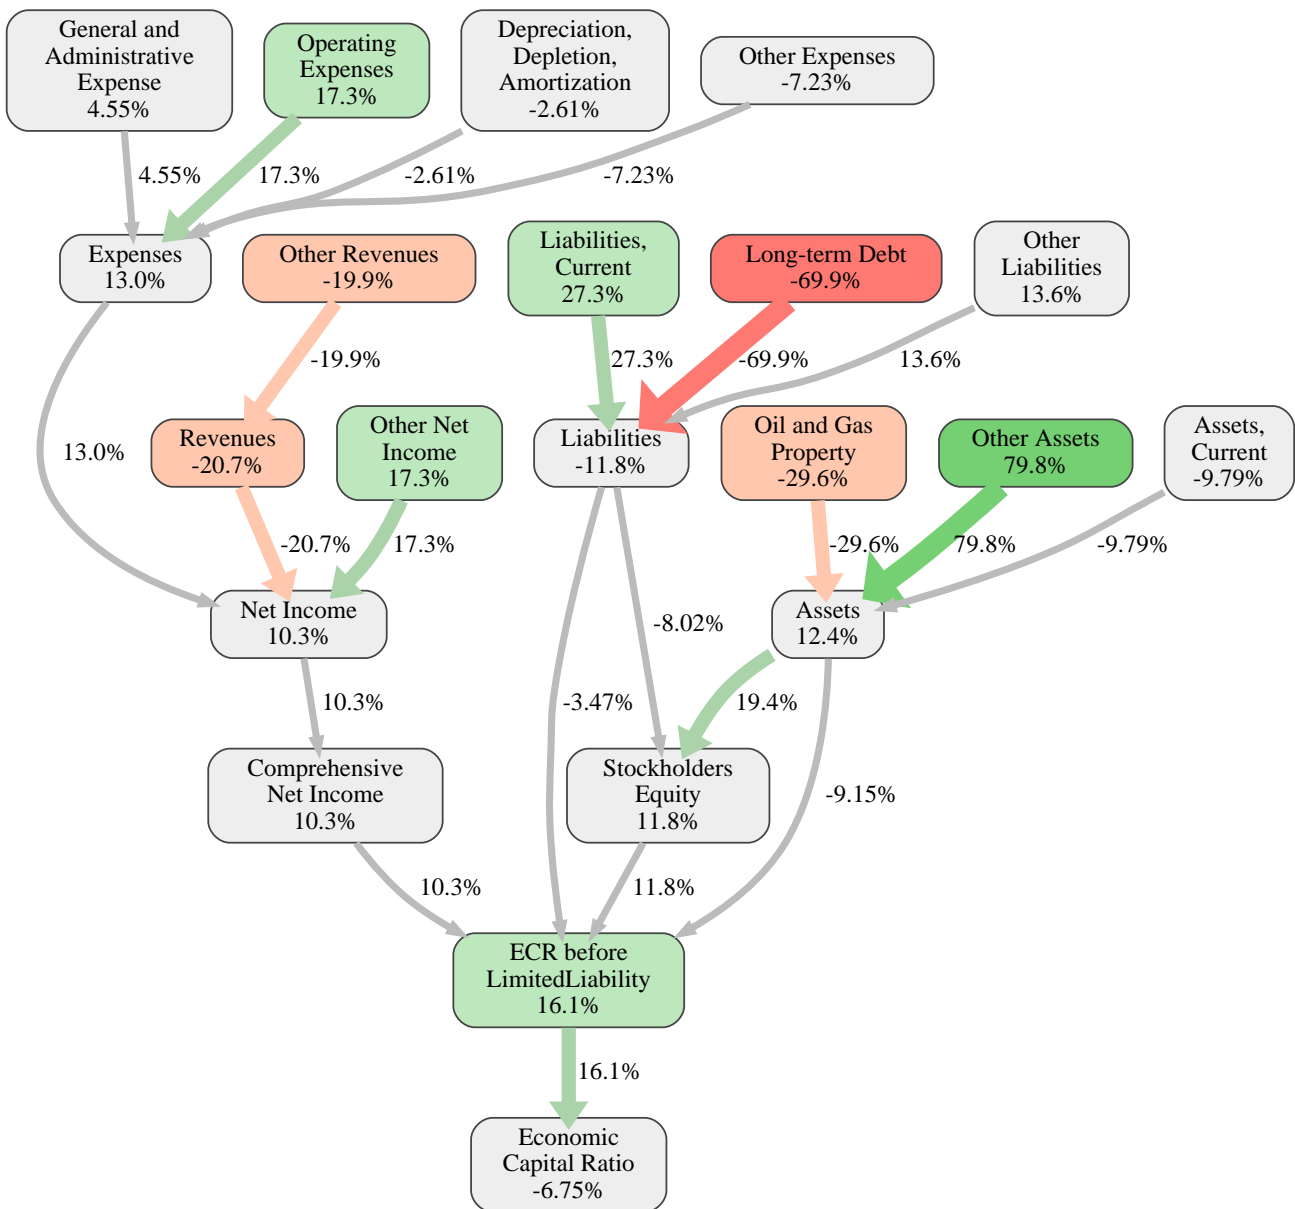 General and
Administrative
Expense
4.55%
Operating
Expenses
17.3%
Depreciation,
Depletion,
Amortization
-2.61%
Other Expenses
-7.23%
4.55%
17.3%
-2.61%
-7.23%
Expenses
13.0%
Other Revenues
-19.9%
Liabilities,
Current
27.3%
Long-term Debt
-69.9%
Other
Liabilities
13.6%
-19.9%
27.3%
-69.9%
13.6%
13.0%
Revenues
-20.7%
Other Net
Income
17.3%
Liabilities
-11.8%
Oil and Gas
Property
-29.6%
Other Assets
79.8%
Assets,
Current
-9.79%
-20.7%
17.3%
-29.6%
79.8%
-9.79%
Net Income
10.3%
-8.02%
Assets
12.4%
10.3%
-3.47%
19.4%
Comprehensive
Net Income
10.3%
Stockholders
Equity
11.8%
-9.15%
10.3%
11.8%
ECR before
LimitedLiability
16.1%
16.1%
Economic
Capital Ratio
-6.75%